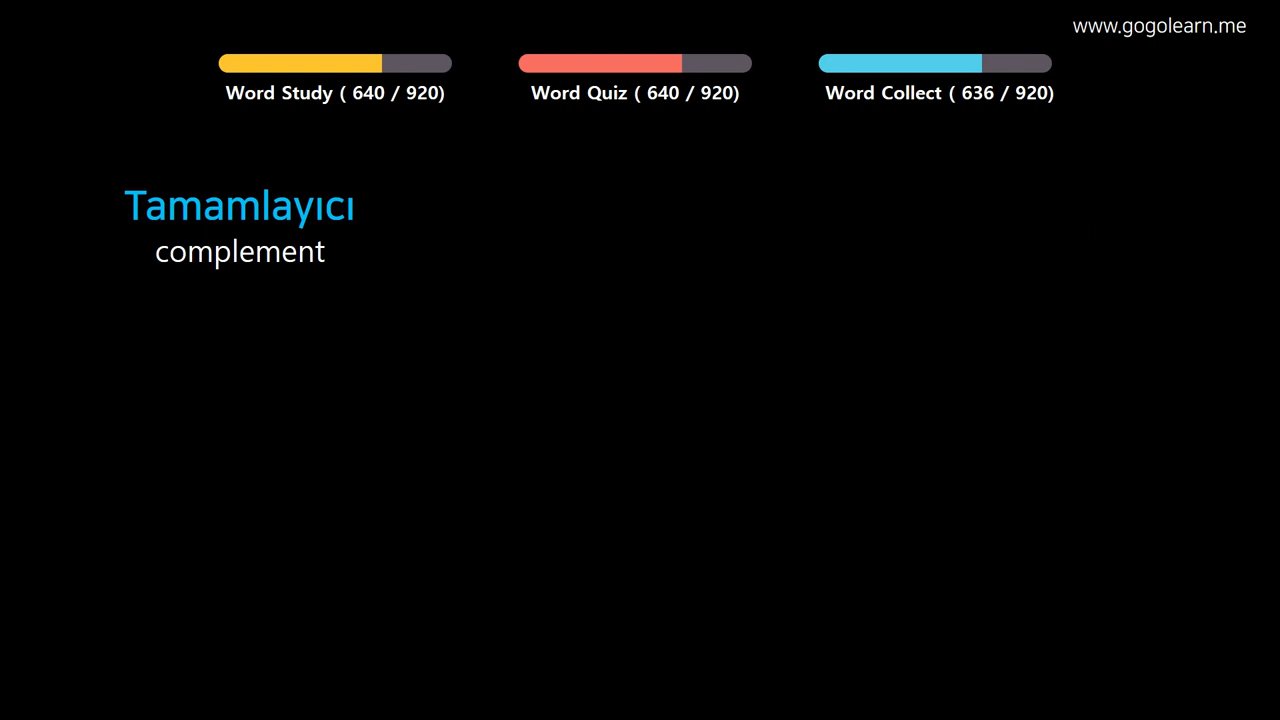 www.gogolearn.me
Word Study ( 640 / 920)
Word Quiz ( 640 / 920)
Word Collect ( 636 / 920)
Tamamlayıcı
complement